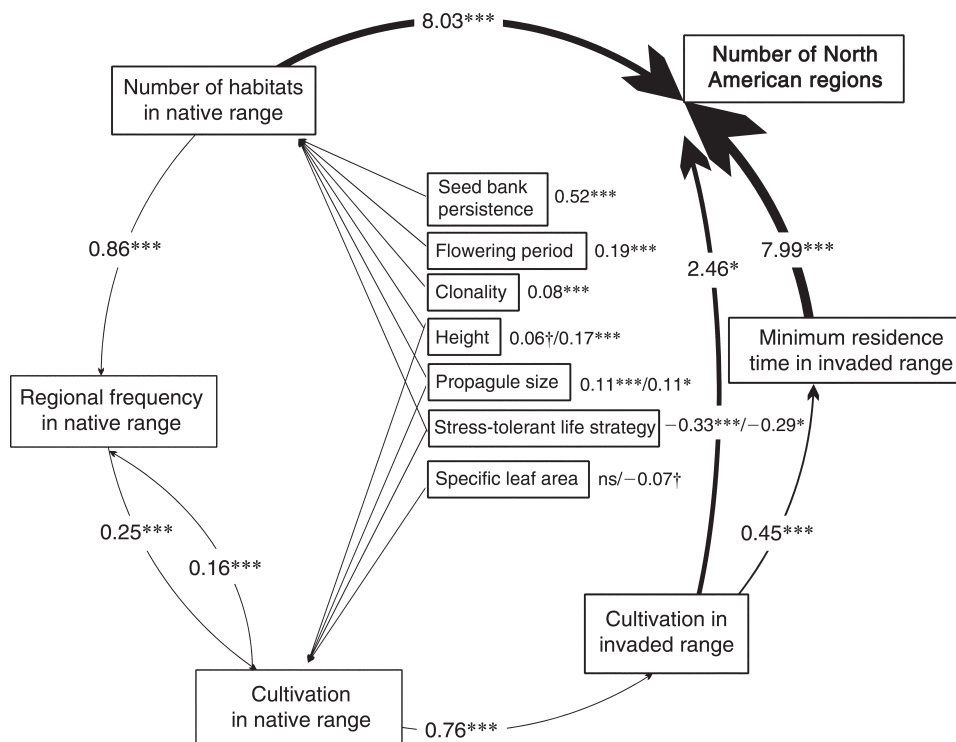 8.03***
Number of North
American regions
Number of habitats
in native range
Seed bank
persistence
0.52***
0.86***
Flowering period
0.19***
2.46*
7.99***
Clonality
0.08***
Height
0.06†/0.17***
Minimum residence
time in invaded range
Propagule size
0.11***/0.11*
Regional frequency
in native range
Stress-tolerant life strategy
−0.33***/−0.29*
Specific leaf area
ns/−0.07†
0.25***
0.45***
0.16***
Cultivation in
invaded range
Cultivation
in native range
0.76***